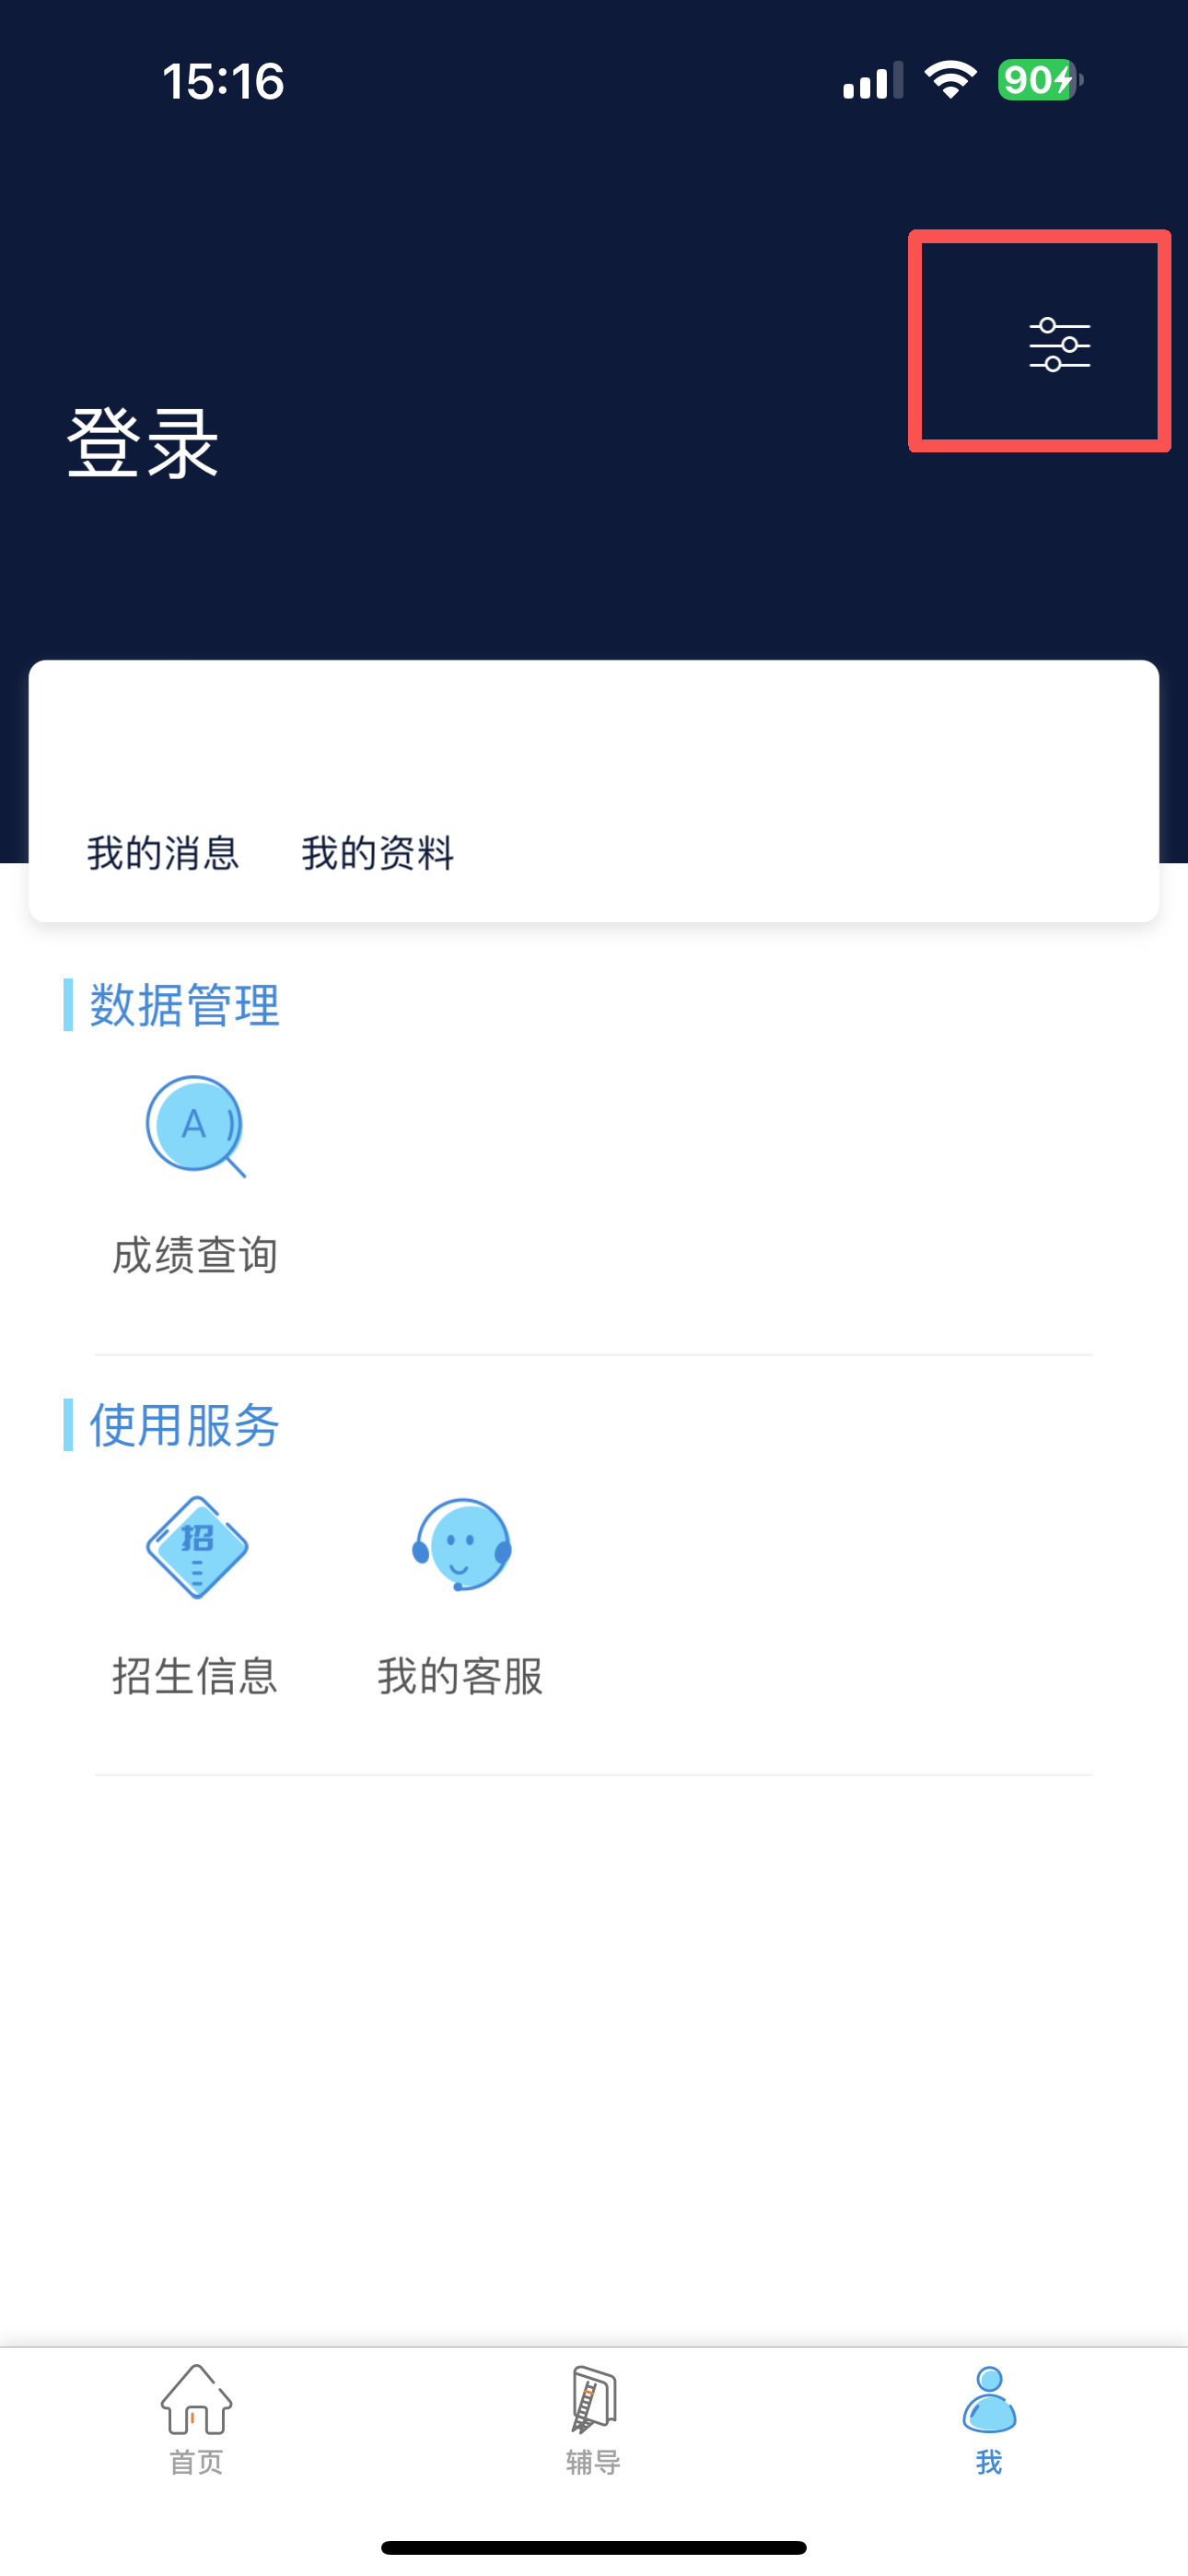 15:16
90
登录
我的消息 我的资料
数据管理
A
成绩查询
使用服务
招
招生信息 我的客服
首页 辅导 我